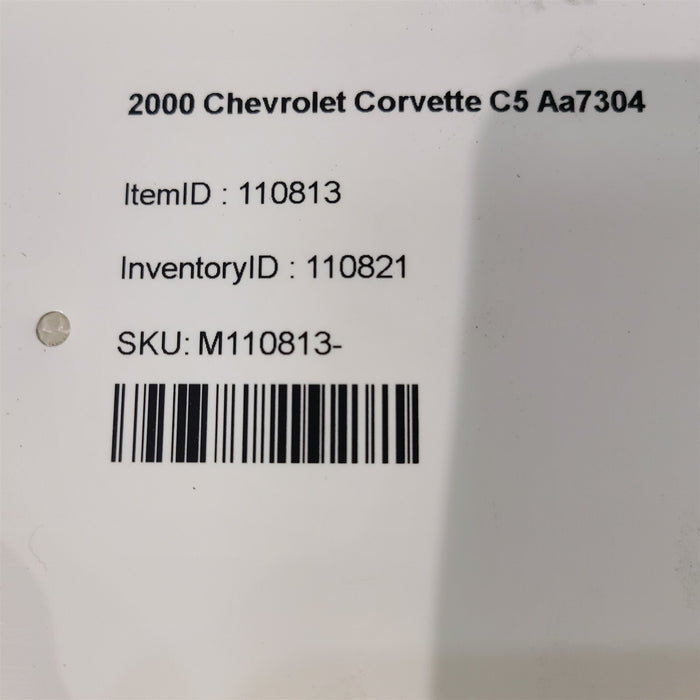 2000 Chevrolet Corvette C5 Aa7304
ItemID : 110813
InventoryID : 110821
SKU: M110813-